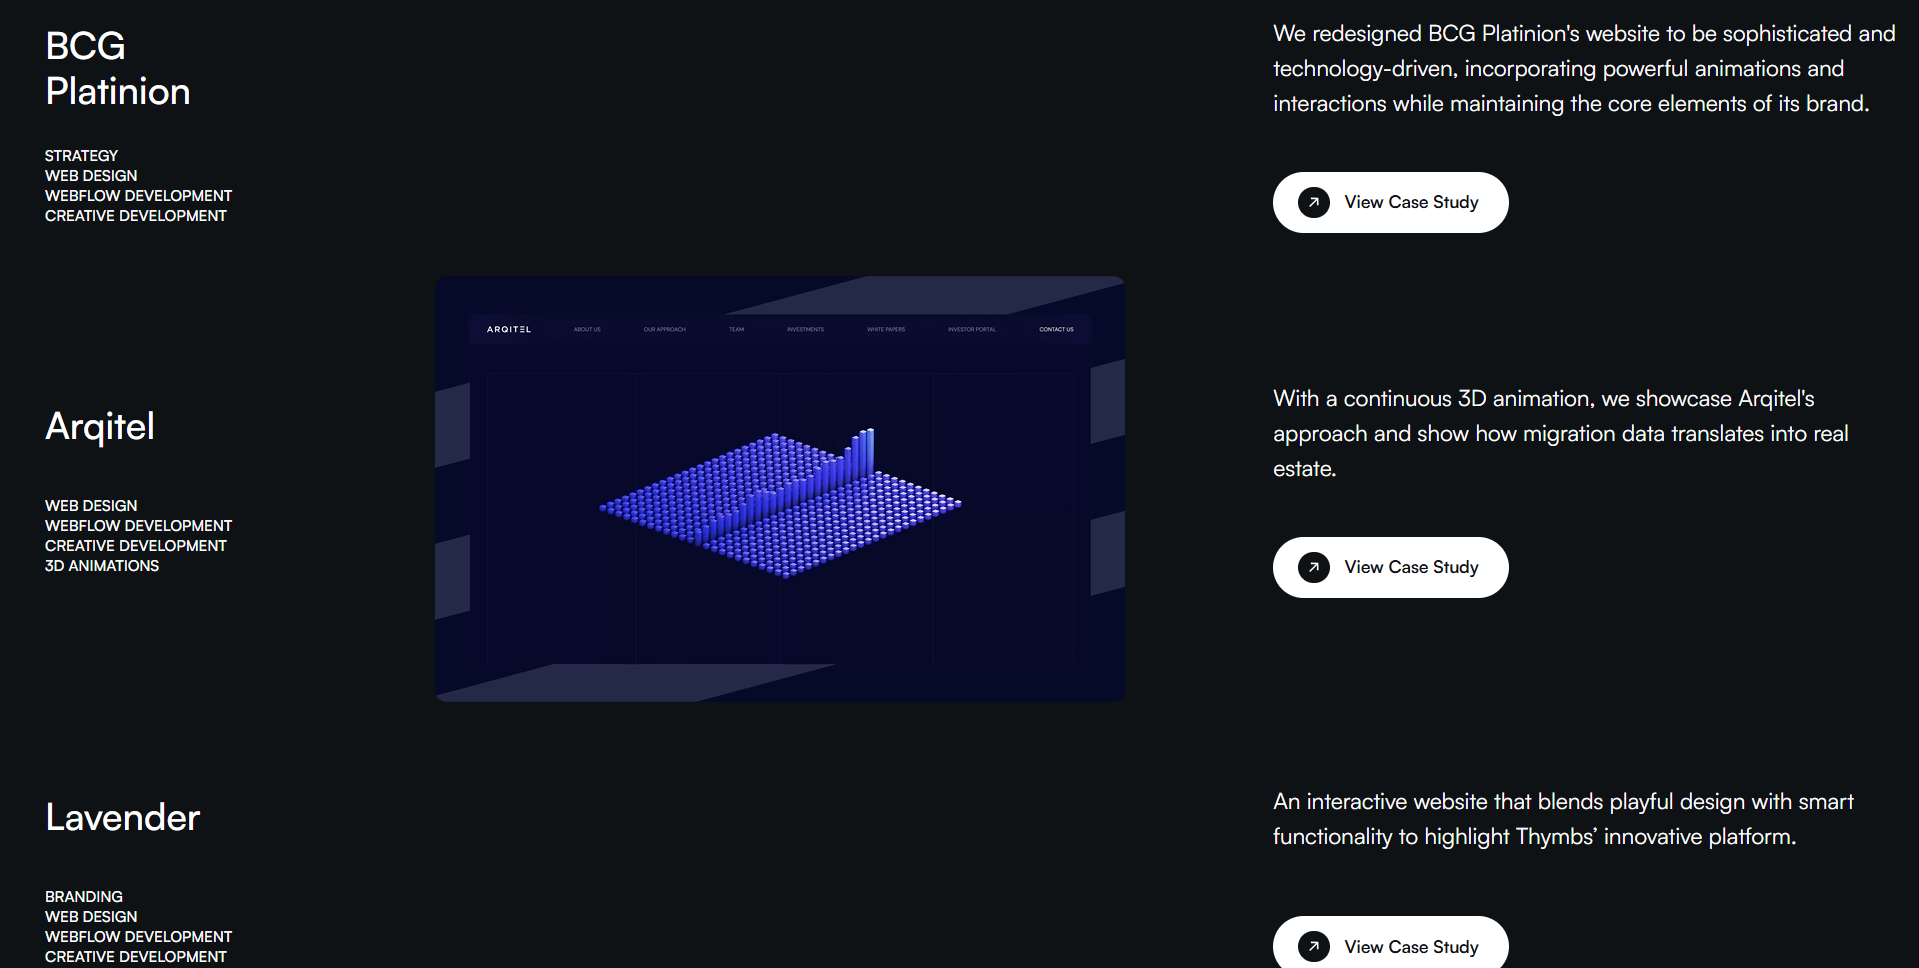 BCG
Platinion
STRATEGY
WEB DESIGN
WEBFLOW DEVELOPMENT
CREATIVE DEVELOPMENT
We redesigned BCG Platinion's website to be sophisticated and
technology-driven, incorporating powerful animations and
interactions while maintaining the core elements of its brand.
View Case Study
ARQITEL
ABOUT US
OUR APPROACH
TEAM
INVESTMENTS
WHITE PAPERS
INVESTOR PORTAL
CONTACT US
Arqitel
WEB DESIGN
WEBFLOW DEVELOPMENT
CREATIVE DEVELOPMENT
3D ANIMATIONS
With a continuous 3D animation, we showcase Arqitel's
approach and show how migration data translates into real
estate.
View Case Study
Lavender
BRANDING
WEB DESIGN
WEBFLOW DEVELOPMENT
CREATIVE DEVELOPMENT
An interactive website that blends playful design with smart
functionality to highlight Thymbs’ innovative platform.
View Case Study